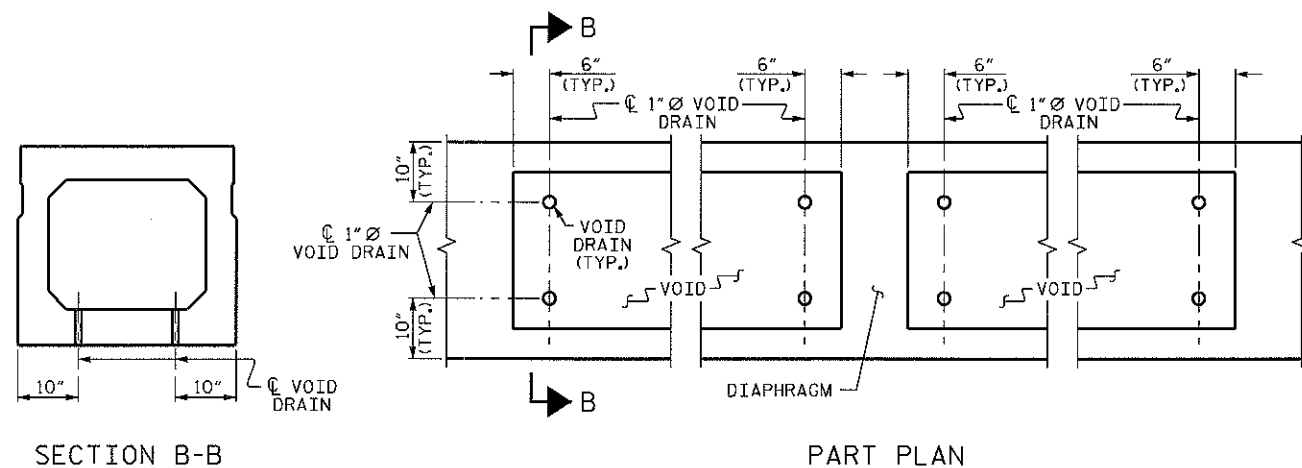 B
6"
(TYP.)
6"
(TYP.)
6"
(TYP.)
6"
(TYP.)
℄ 1"Ø VOID
DRAIN
℄ 1"Ø VOID
DRAIN
10"
(TYP.)
℄ 1"Ø
VOID DRAIN
VOID
DRAIN
(TYP.)
VOID
VOID
10"
(TYP.)
10"
10"
℄ VOID
DRAIN
DIAPHRAGM
B
SECTION B-B
PART PLAN